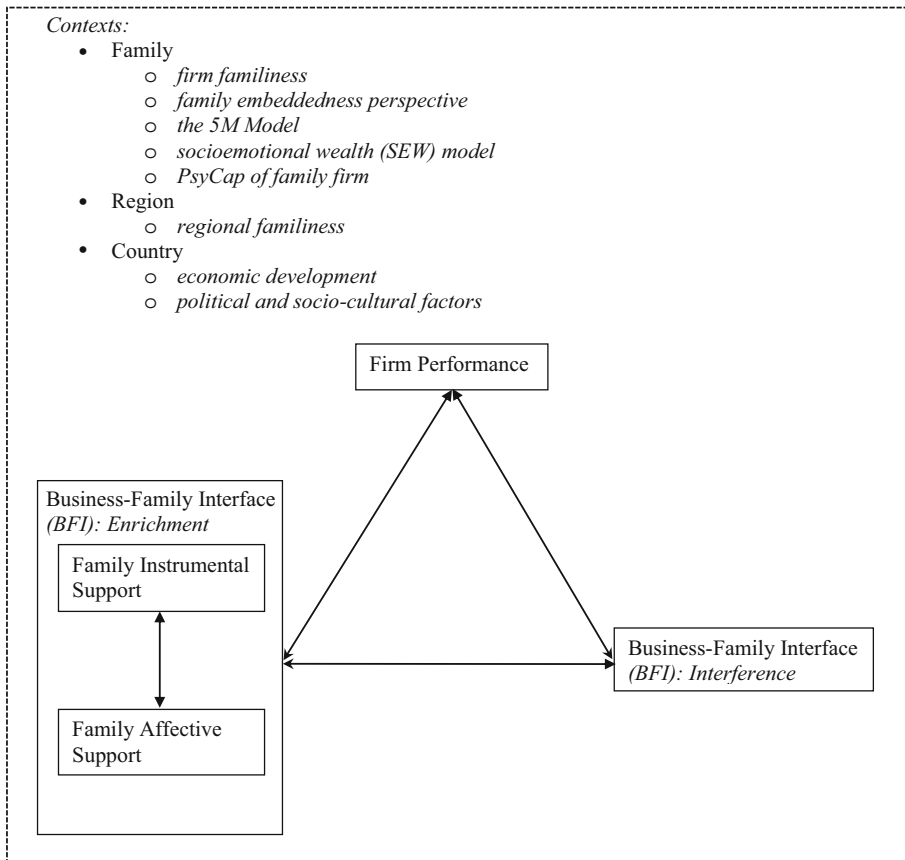 Contexts:
• Family
o firm familiness
o family embeddedness perspective
o the 5M Model
o socioemotional wealth (SEW) model
o PsyCap of family firm
• Region
o regional familiness
• Country
o economic development
o political and socio-cultural factors
Firm Performance
Business-Family Interface
(BFI): Enrichment
Family Instrumental
Support
Family Affective
Support
Business-Family Interface
(BFI): Interference